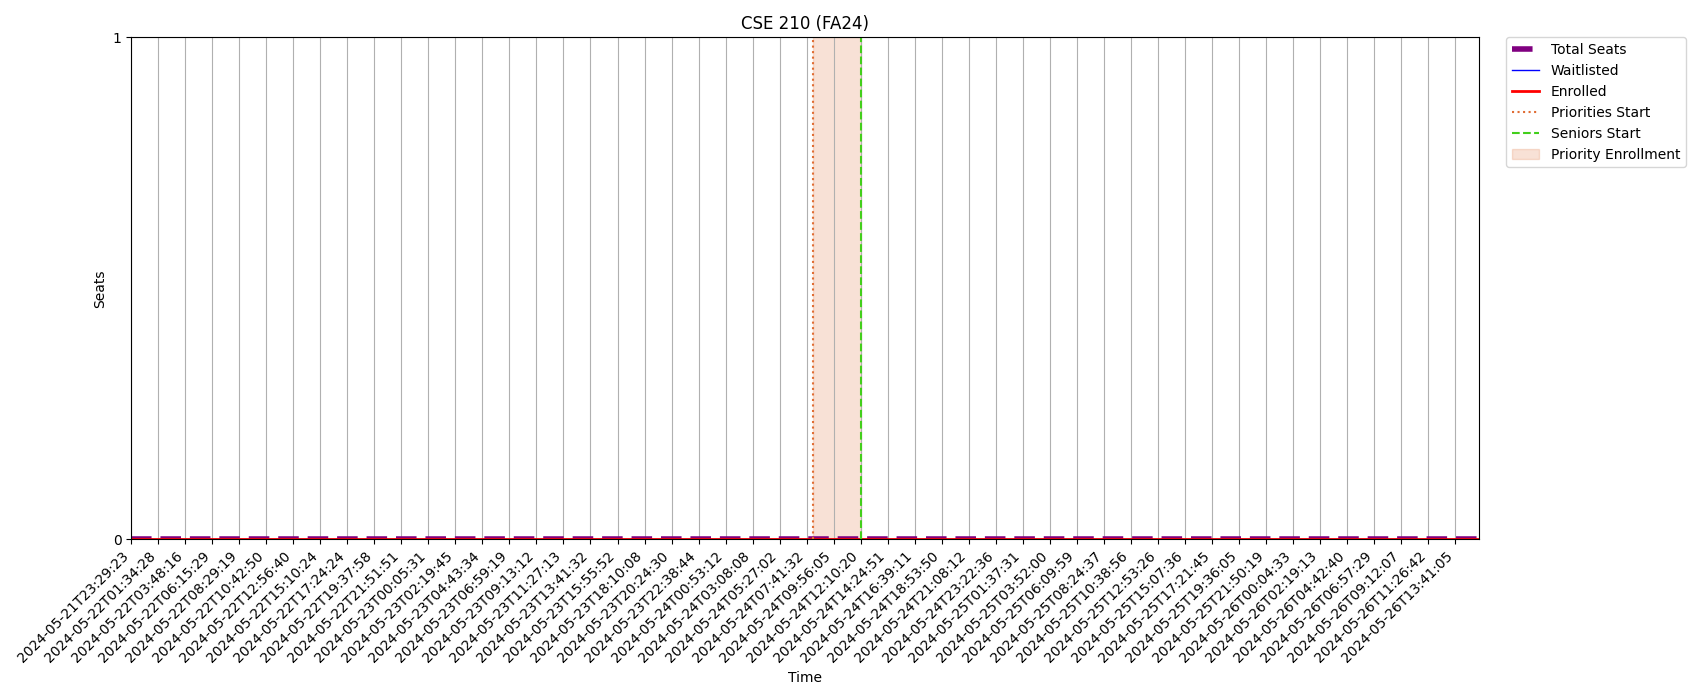 CSE 210 (FA24)
1
0
Seats
2024-05-21T23:29:23
2024-05-22T01:34:28
2024-05-22T03:48:16
2024-05-22T06:15:29
2024-05-22T08:29:19
2024-05-22T10:42:50
2024-05-22T12:56:40
2024-05-22T15:10:24
2024-05-22T17:24:24
2024-05-22T19:37:58
2024-05-22T21:51:51
2024-05-23T00:05:31
2024-05-23T02:19:45
2024-05-23T04:43:34
2024-05-23T06:59:19
2024-05-23T09:13:12
2024-05-23T11:27:13
2024-05-23T13:41:32
2024-05-23T15:55:52
2024-05-23T18:10:08
2024-05-23T20:24:30
2024-05-23T22:38:44
2024-05-24T00:53:12
2024-05-24T03:08:08
2024-05-24T05:27:02
2024-05-24T07:41:32
2024-05-24T09:56:05
2024-05-24T12:10:20
2024-05-24T14:24:51
2024-05-24T16:39:11
2024-05-24T18:53:50
2024-05-24T21:08:12
2024-05-24T23:22:36
2024-05-25T01:37:31
2024-05-25T03:52:00
2024-05-25T06:09:59
2024-05-25T08:24:37
2024-05-25T10:38:56
2024-05-25T12:53:26
2024-05-25T15:07:36
2024-05-25T17:21:45
2024-05-25T19:36:05
2024-05-25T21:50:19
2024-05-26T00:04:33
2024-05-26T02:19:13
2024-05-26T04:42:40
2024-05-26T06:57:29
2024-05-26T09:12:07
2024-05-26T11:26:42
2024-05-26T13:41:05
Time
Total Seats
Waitlisted
Enrolled
Priorities Start
Seniors Start
Priority Enrollment